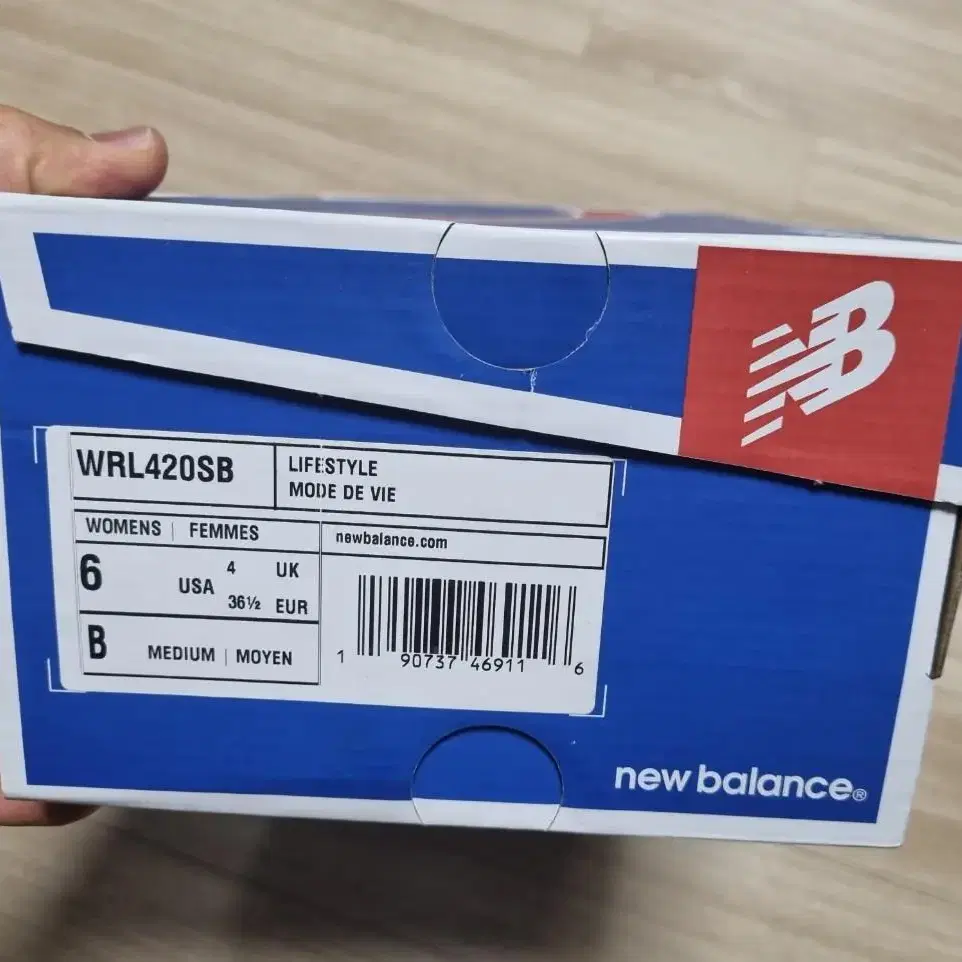 NB
WRL420SB
LIFESTYLE
MODE DE VIE
WOMENS | FEMMES
newbalance.com
6 USA 4 UK
36½ EUR
B MEDIUM | MOYEN
1 90737 46911 6
new balance®